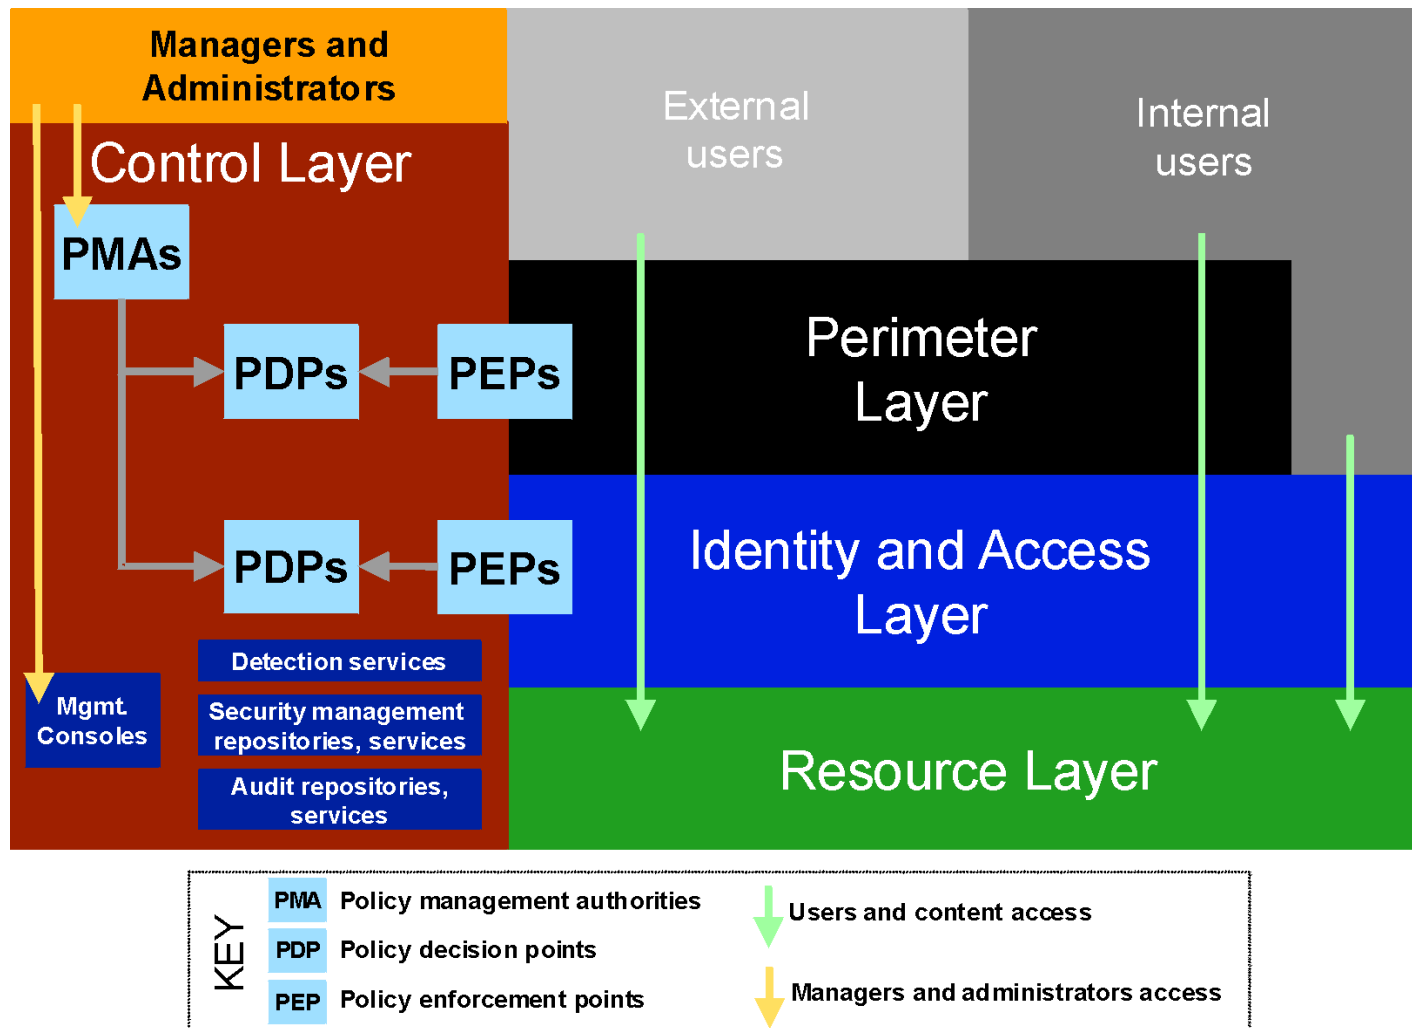 Managers and
Administrators
Control Layer
External
users
Internal
users
PMAs
PDPs
PEPs
Perimeter
Layer
PDPs
PEPs
Identity and Access
Layer
Detection services
Security management
repositories, services
Audit repositories,
services
Mgmt.
Consoles
Resource Layer
KEY
PMA
Policy management authorities
PDP
Policy decision points
PEP
Policy enforcement points
Users and content access
Managers and administrators access